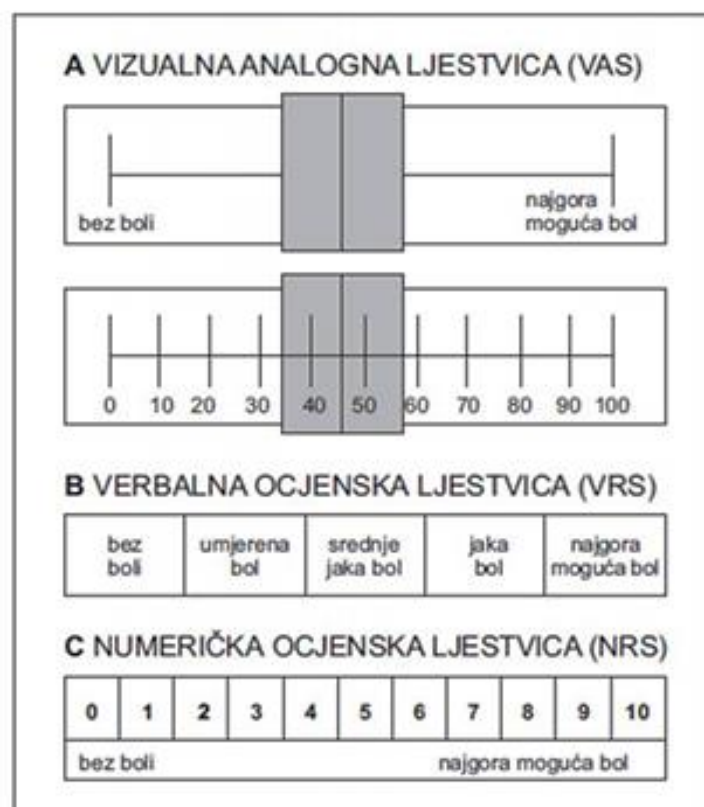 A VIZUALNA ANALOGNA LJESTVICA (VAS)
bez boli
najgora
moguća bol
0 10 20 30 40 50 60 70 80 90 100
B VERBALNA OCJENSKA LJESTVICA (VRS)
bez
boli
umjerena
bol
srednje
jaka bol
jaka
bol
najgora
moguća bol
C NUMERIČKA OCJENSKA LJESTVICA (NRS)
0 1 2 3 4 5 6 7 8 9 10
bez boli najgora moguća bol